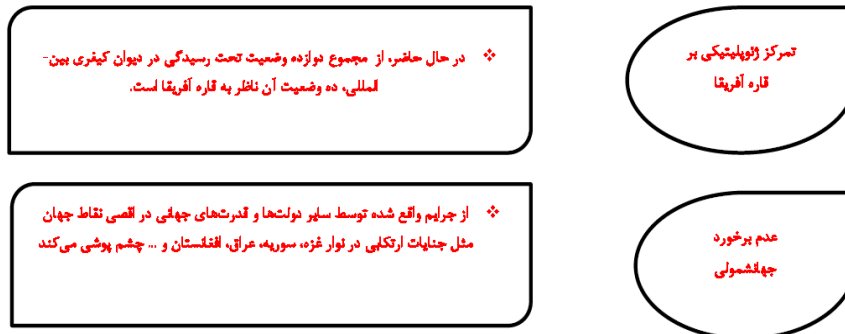 تمرکز ژئوپلیتیکی بر
قاره آفریقا
❖ در حال حاضر، از مجموع دوازده وضعیت تحت رسیدگی در دیوان کیفری بین-
المللی، ده وضعیت آن ناظر به قاره آفریقا است.
عدم برخورد
جهانشمولی
❖ از جرایم واقع شده توسط سایر دولت‌ها و قدرت‌های جهانی در اقصی نقاط جهان
مثل جنایات ارتکابی در نوار غزه، سوریه، عراق، افغانستان و ... چشم پوشی می‌کند